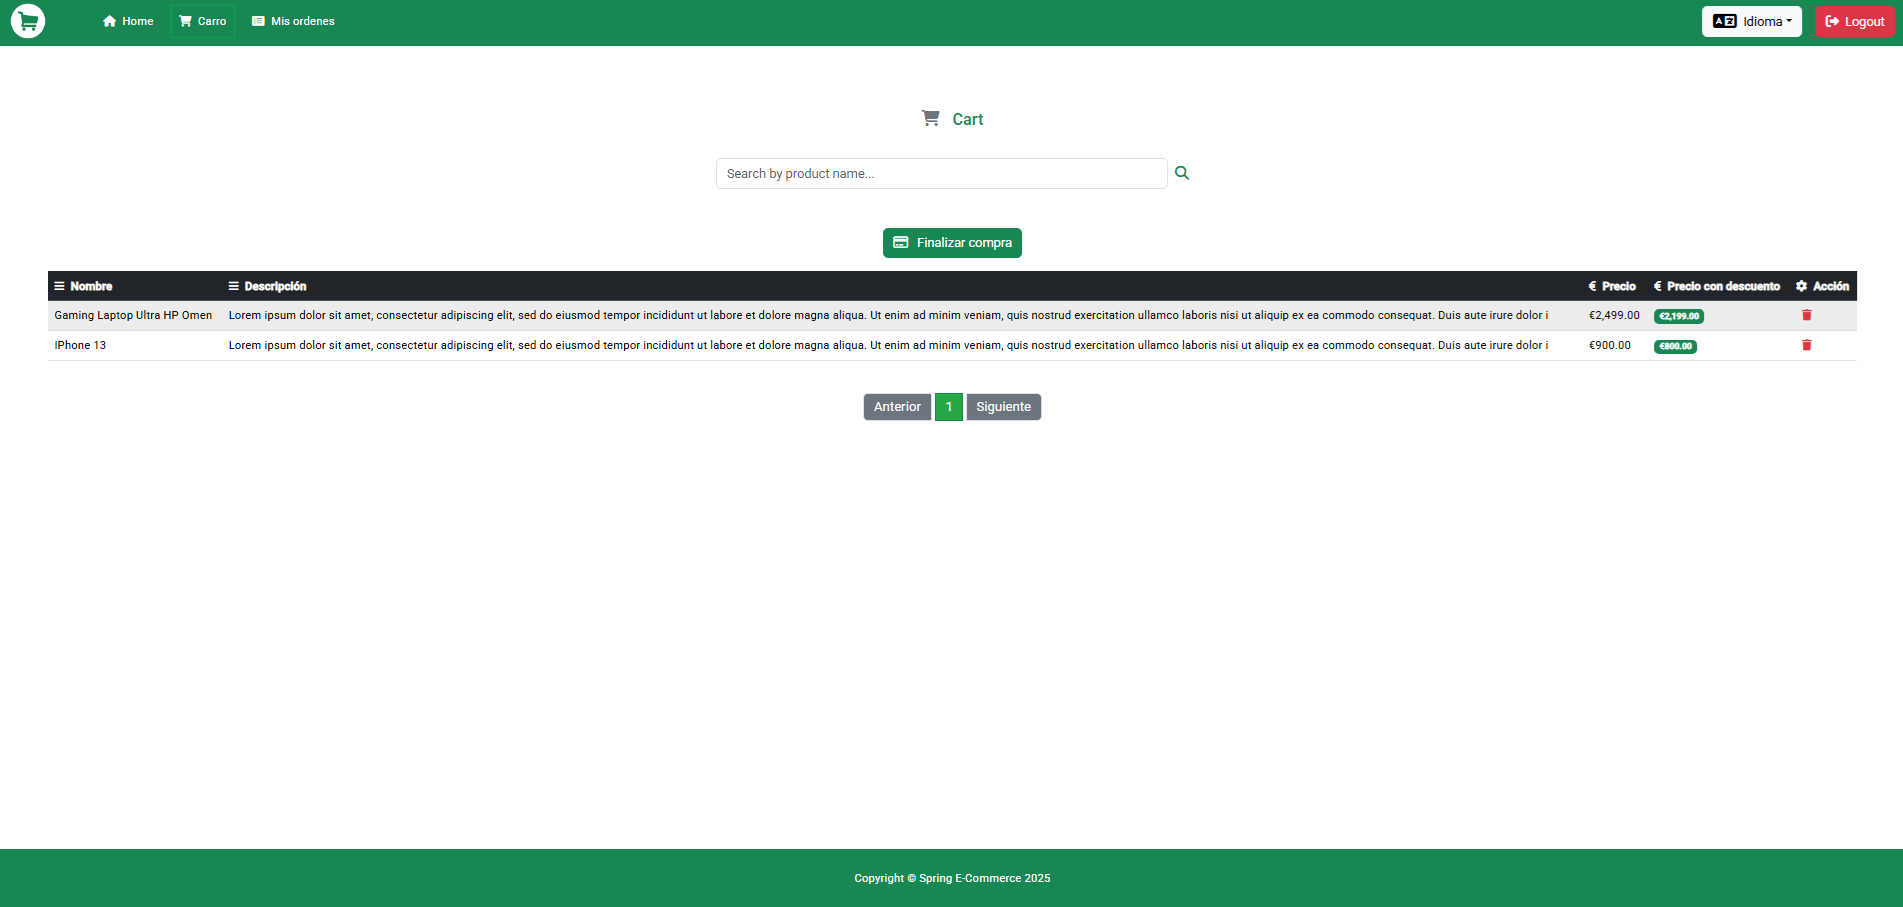 Home Carro Mis ordenes Idioma Logout
Cart
Search by product name...
Finalizar compra
Nombre Descripción € Precio € Precio con descuento Acción
Gaming Laptop Ultra HP Omen Lorem ipsum dolor sit amet, consectetur adipiscing elit, sed do eiusmod tempor incididunt ut labore et dolore magna aliqua. Ut enim ad minim veniam, quis nostrud exercitation ullamco laboris nisi ut aliquip ex ea commodo consequat. Duis aute irure dolor i €2,499.00 €2,199.00
IPhone 13 Lorem ipsum dolor sit amet, consectetur adipiscing elit, sed do eiusmod tempor incididunt ut labore et dolore magna aliqua. Ut enim ad minim veniam, quis nostrud exercitation ullamco laboris nisi ut aliquip ex ea commodo consequat. Duis aute irure dolor i €900.00 €800.00
Anterior 1 Siguiente
Copyright © Spring E-Commerce 2025